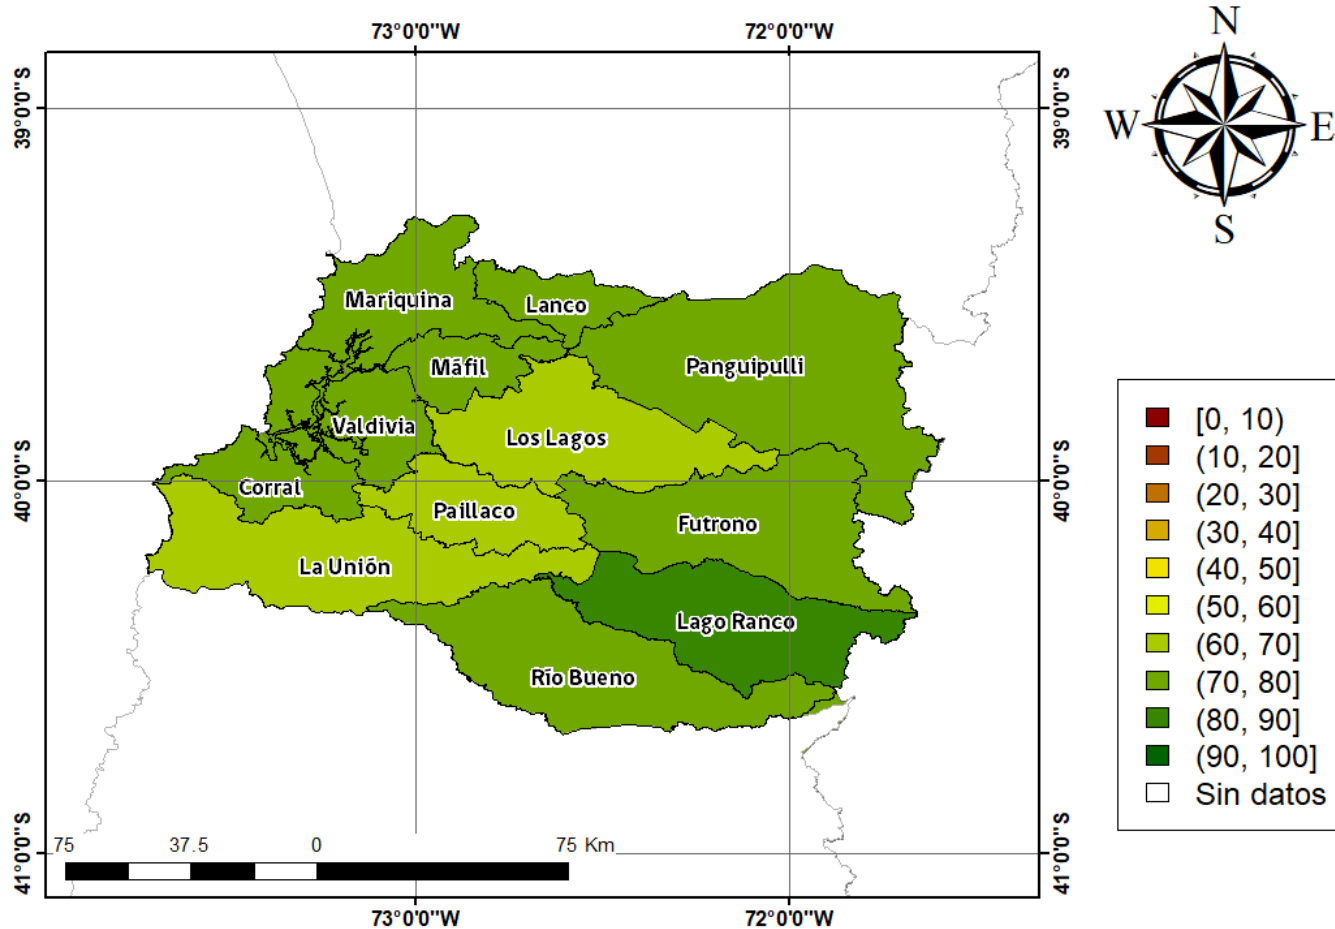 73°0'0"W
72°0'0"W
N
W
E
S
39°0'0"S
39°0'0"S
Mariquina
Lanco
Máfil
Panguipulli
Valdivia
Los Lagos
40°0'0"S
40°0'0"S
Corral
Paillaco
Futrono
La Unión
Lago Ranco
Río Bueno
[0, 10)
(10, 20]
(20, 30]
(30, 40]
(40, 50]
(50, 60]
(60, 70]
(70, 80]
(80, 90]
(90, 100]
Sin datos
75 37.5 0 75 Km
41°0'0"S
41°0'0"S
73°0'0"W
72°0'0"W